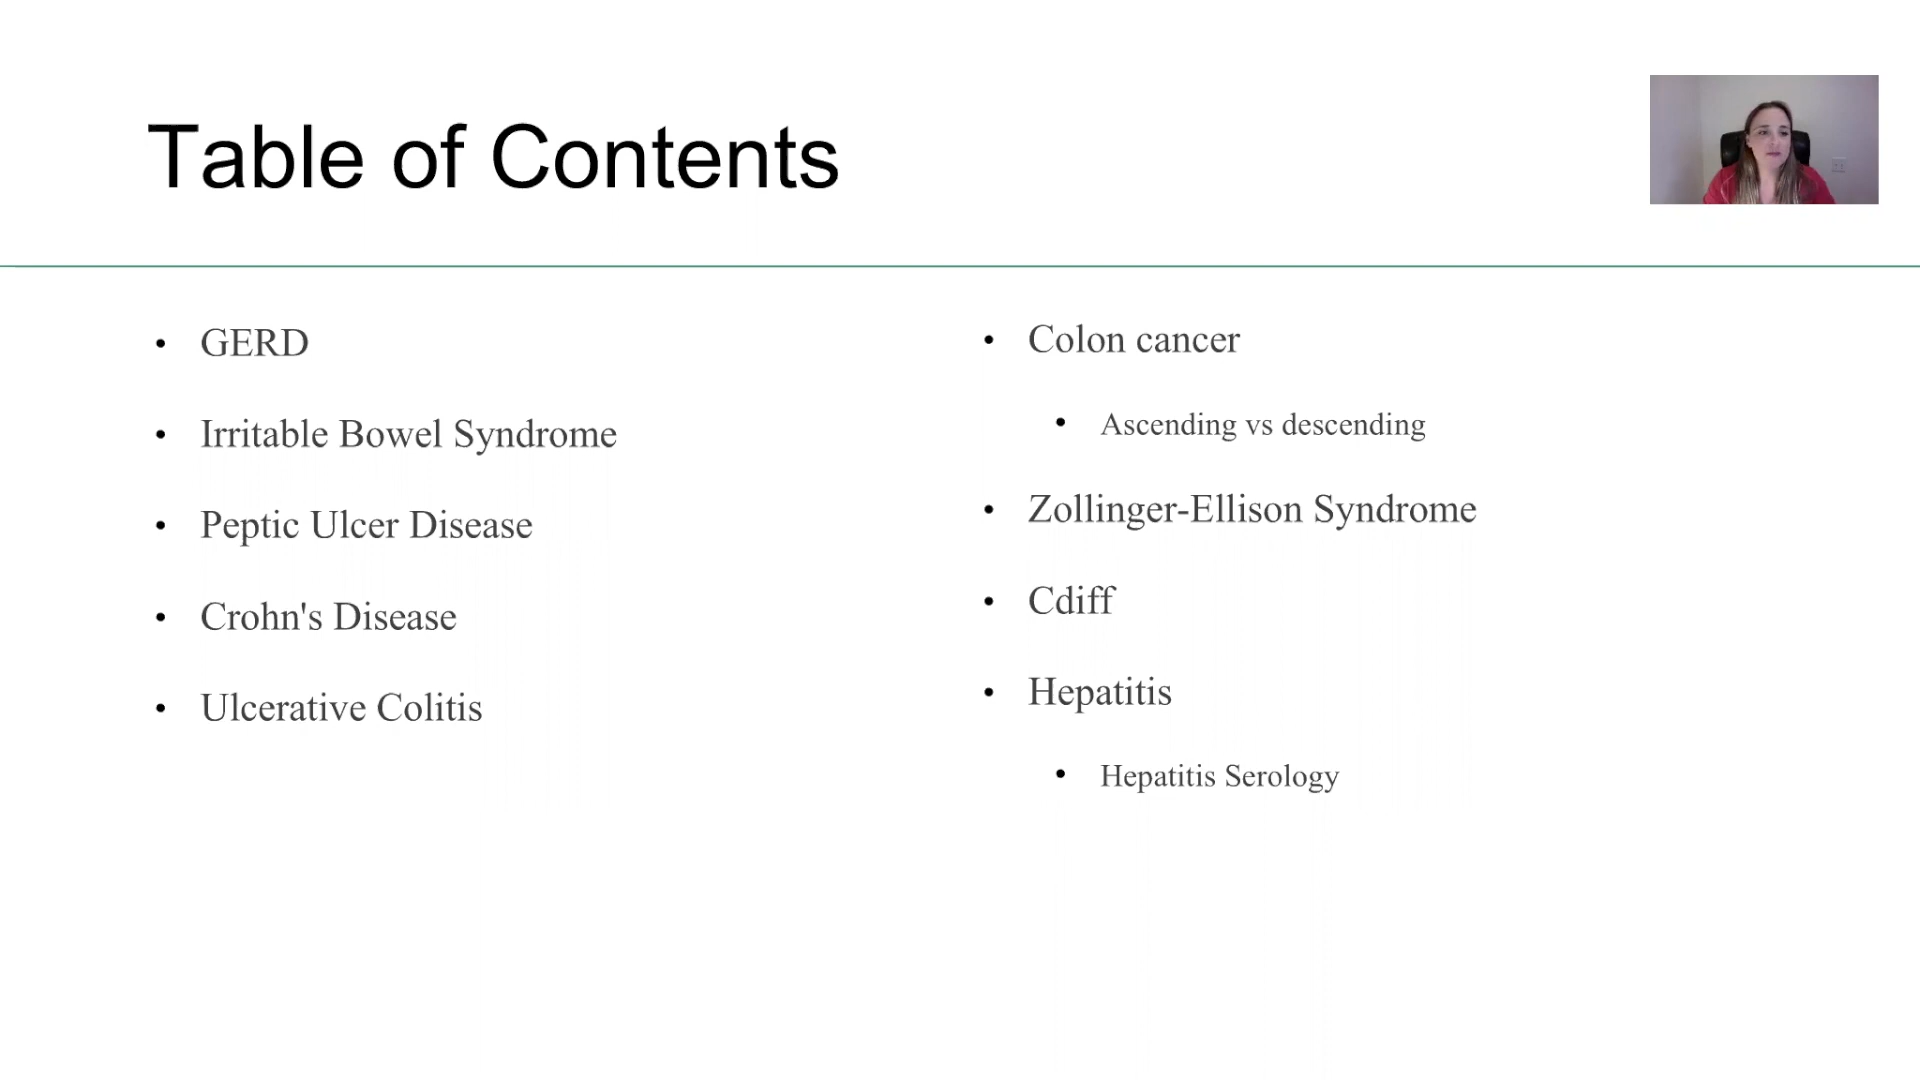 Table of Contents
GERD
Irritable Bowel Syndrome
Peptic Ulcer Disease
Crohn's Disease
Ulcerative Colitis
Colon cancer
Ascending vs descending
Zollinger-Ellison Syndrome
Cdiff
Hepatitis
Hepatitis Serology